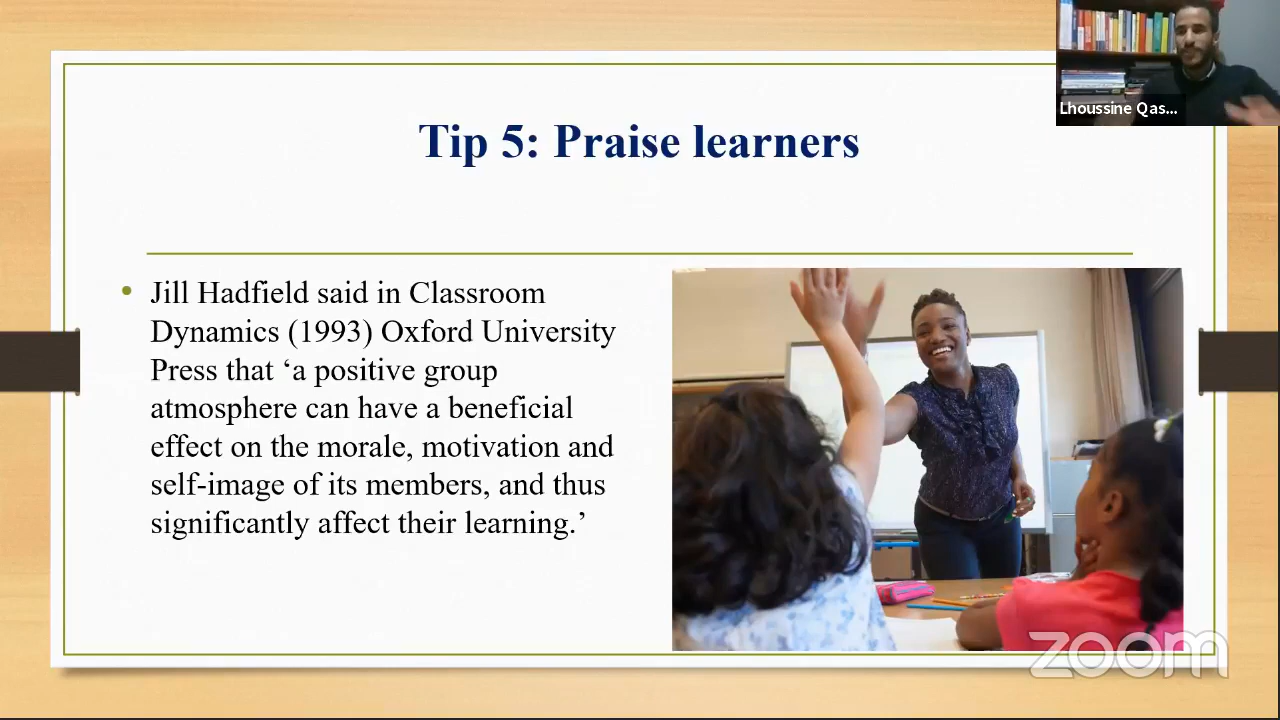 Lhoussine Qas...
Tip 5: Praise learners
Jill Hadfield said in Classroom
Dynamics (1993) Oxford University
Press that ‘a positive group
atmosphere can have a beneficial
effect on the morale, motivation and
self-image of its members, and thus
significantly affect their learning.’
zoom